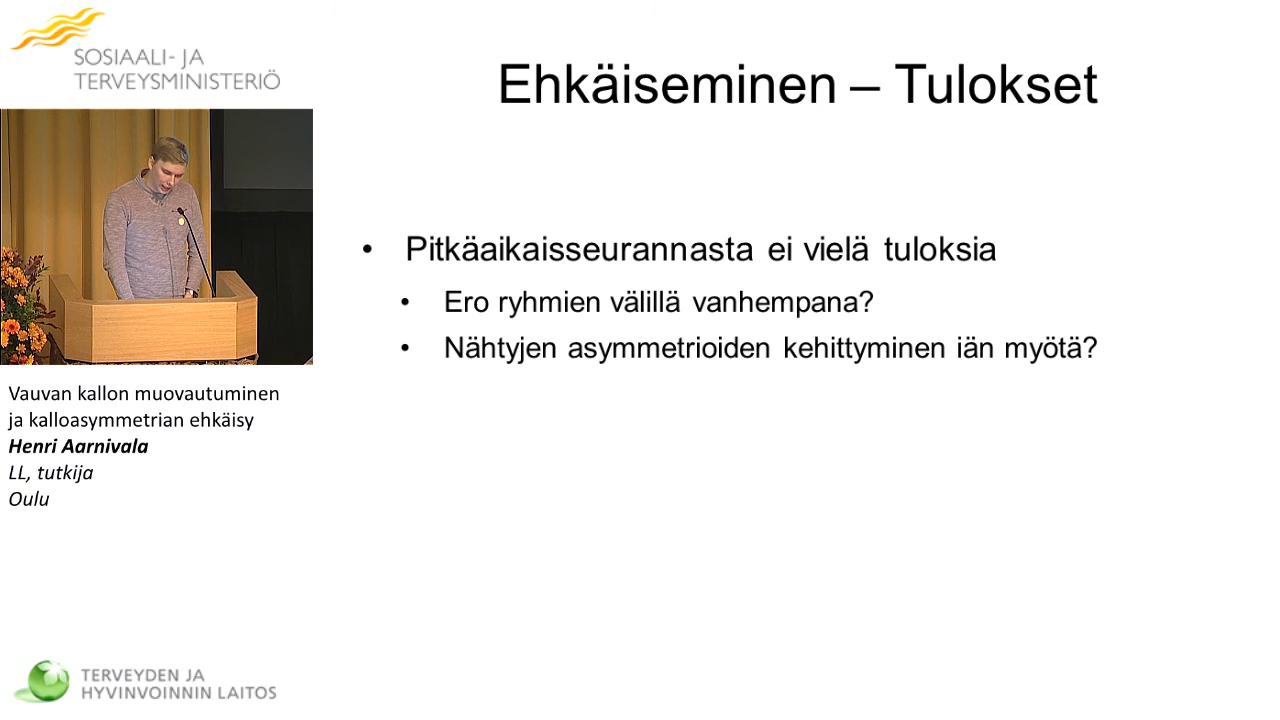 SOSIAALI- JA
TERVEYSMINISTERIÖ
Ehkäiseminen – Tulokset
• Pitkäaikaisseurannasta ei vielä tuloksia
• Ero ryhmien välillä vanhempana?
• Nähtyjen asymmetrioiden kehittyminen iän myötä?
Vauvan kallon muovautuminen
ja kalloasymmetrian ehkäisy
Henri Aarnivala
LL, tutkija
Oulu
TERVEYDEN JA
HYVINVOINNIN LAITOS